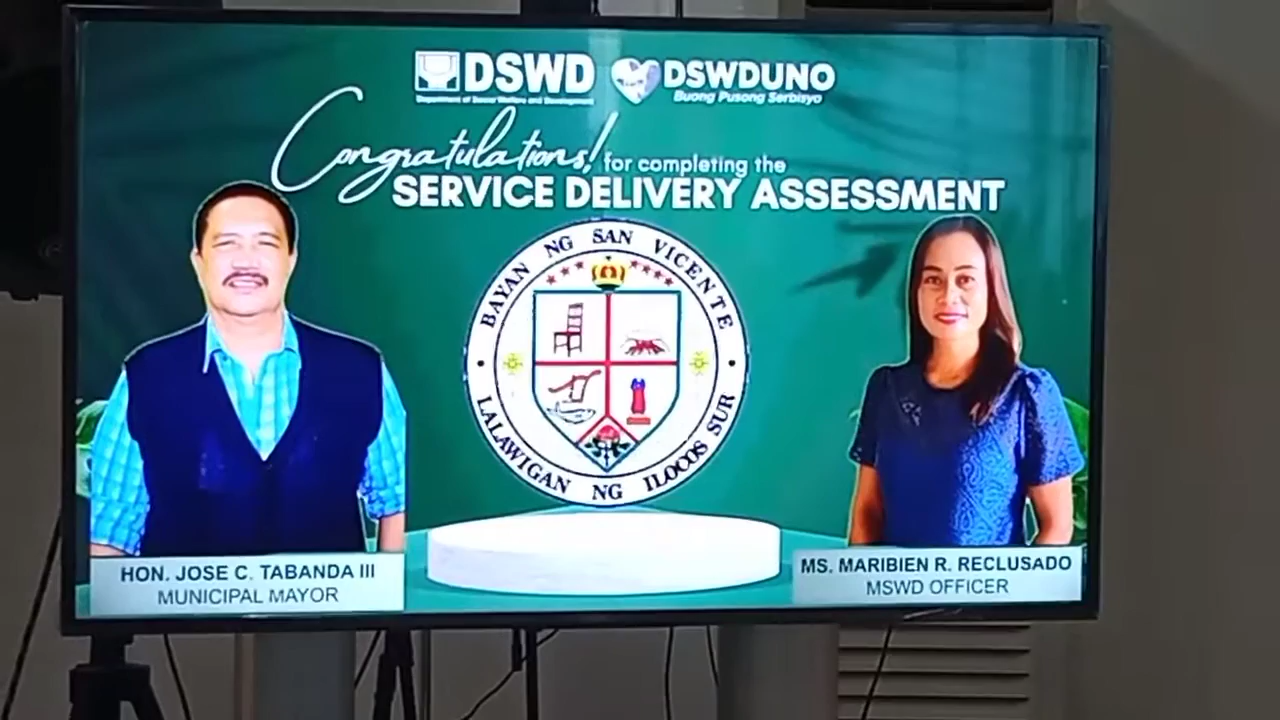 DSWD
Department of Social Welfare and Development
DSWDUNO
Buong Pusong Serbisyo
Congratulations! for completing the
SERVICE DELIVERY ASSESSMENT
BAYAN NG SAN VICENTE
LALAWIGAN NG ILOCOS SUR
HON. JOSE C. TABANDA III
MUNICIPAL MAYOR
MS. MARIBIEN R. RECLUSADO
MSWD OFFICER